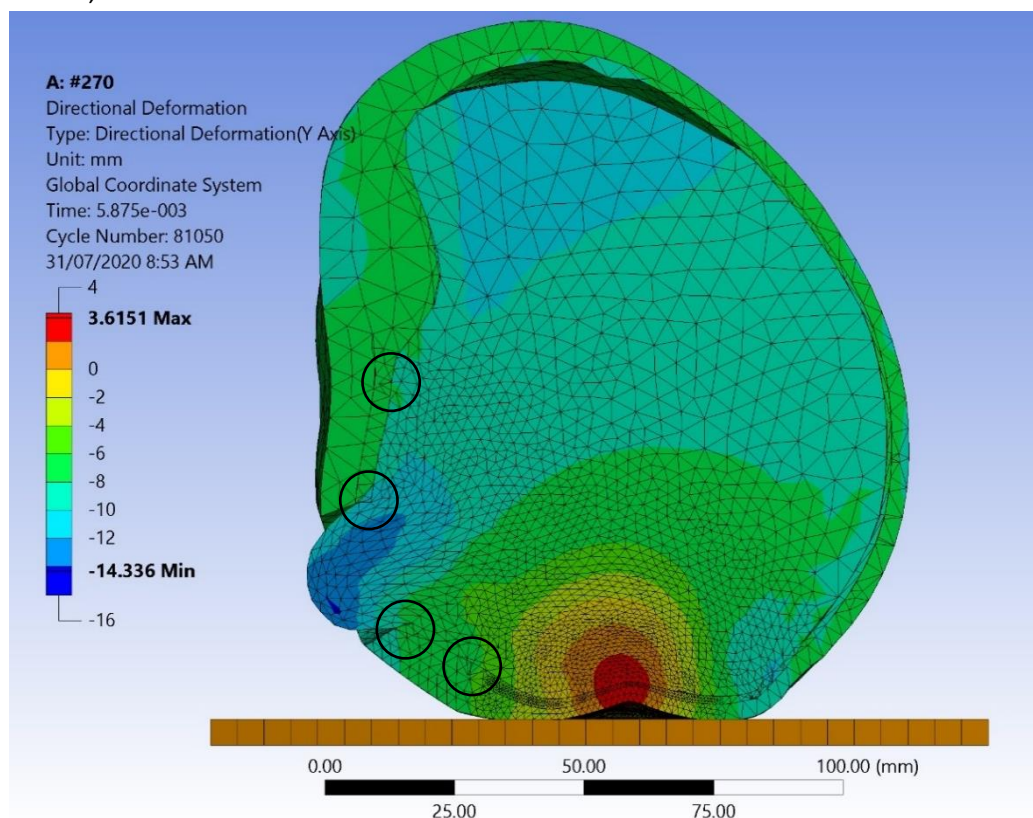 A: #270
Directional Deformation
Type: Directional Deformation(Y Axis)
Unit: mm
Global Coordinate System
Time: 5.875e-003
Cycle Number: 81050
31/07/2020 8:53 AM
4
3.6151 Max
0
-2
-4
-6
-8
-10
-12
-14.336 Min
-16
0.00 50.00 100.00 (mm)
25.00 75.00